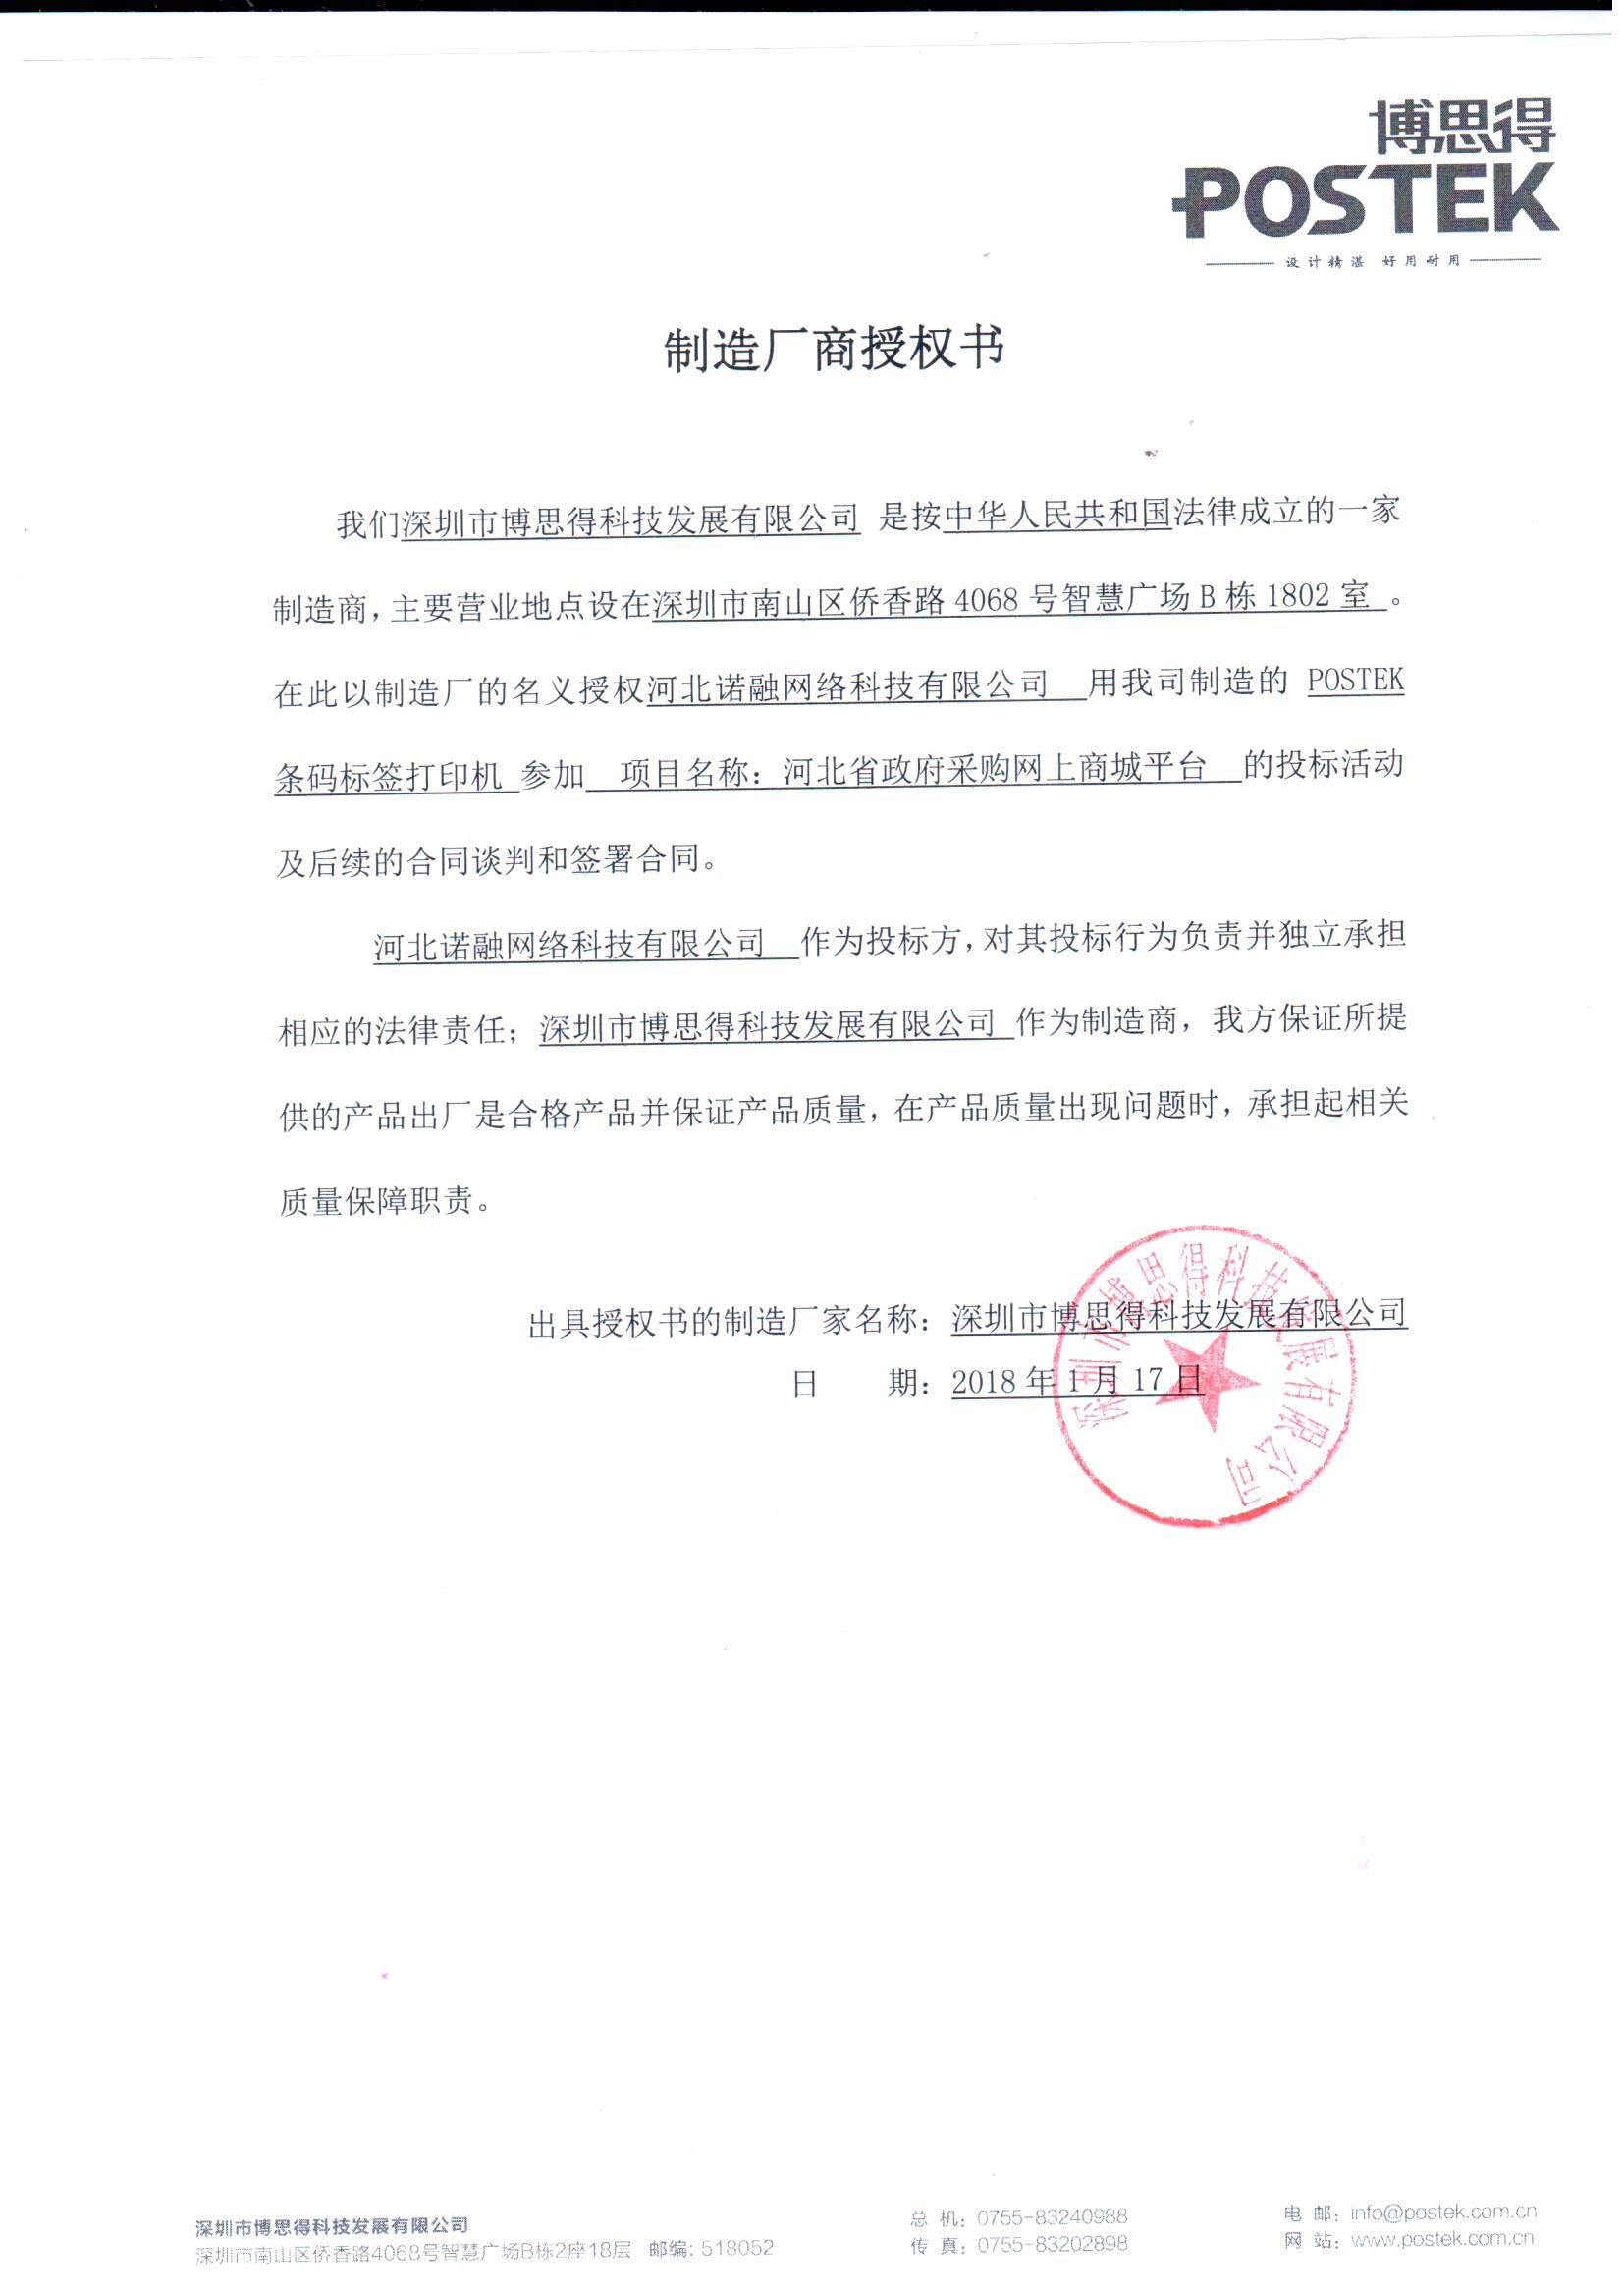 博思得
POSTEK
设计精湛 好用耐用
制造厂商授权书
我们深圳市博思得科技发展有限公司 是按中华人民共和国法律成立的一家
制造商，主要营业地点设在深圳市南山区侨香路 4068 号智慧广场 B 栋 1802 室 。
在此以制造厂的名义授权河北诺融网络科技有限公司 用我司制造的 POSTEK
条码标签打印机 参加 项目名称：河北省政府采购网上商城平台 的投标活动
及后续的合同谈判和签署合同。
河北诺融网络科技有限公司 作为投标方，对其投标行为负责并独立承担
相应的法律责任；深圳市博思得科技发展有限公司 作为制造商，我方保证所提
供的产品出厂是合格产品并保证产品质量，在产品质量出现问题时，承担起相关
质量保障职责。
出具授权书的制造厂家名称：深圳市博思得科技发展有限公司
日 期：2018 年 1 月 17 日
深圳市博思得科技发展有限公司
深圳市博思得科技发展有限公司
深圳市南山区侨香路4068号智慧广场B栋2座18层 邮编: 518052
总 机: 0755-83240988
传 真: 0755-83202898
电 邮: info@postek.com.cn
网 站: www.postek.com.cn